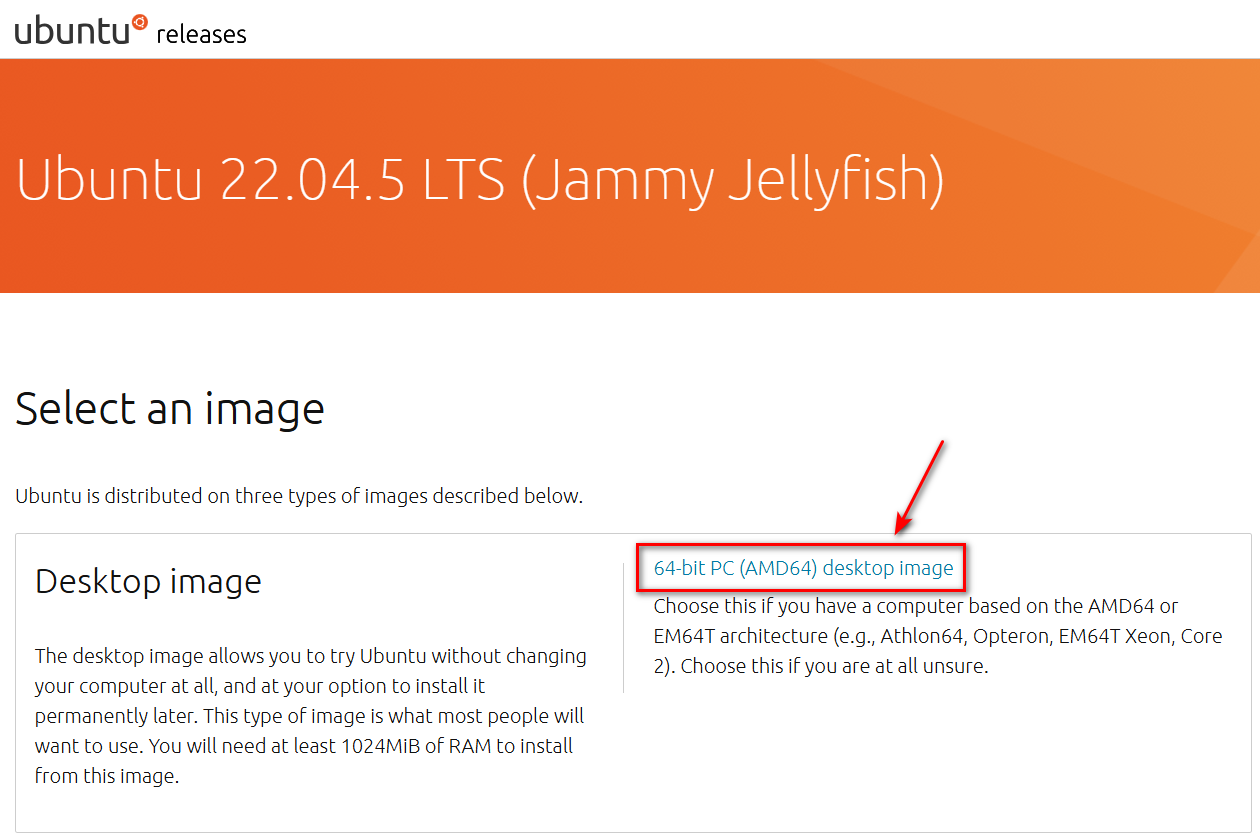 ubuntu releases
Ubuntu 22.04.5 LTS (Jammy Jellyfish)
Select an image
Ubuntu is distributed on three types of images described below.
Desktop image
The desktop image allows you to try Ubuntu without changing
your computer at all, and at your option to install it
permanently later. This type of image is what most people will
want to use. You will need at least 1024MiB of RAM to install
from this image.
64-bit PC (AMD64) desktop image
Choose this if you have a computer based on the AMD64 or
EM64T architecture (e.g., Athlon64, Opteron, EM64T Xeon, Core
2). Choose this if you are at all unsure.